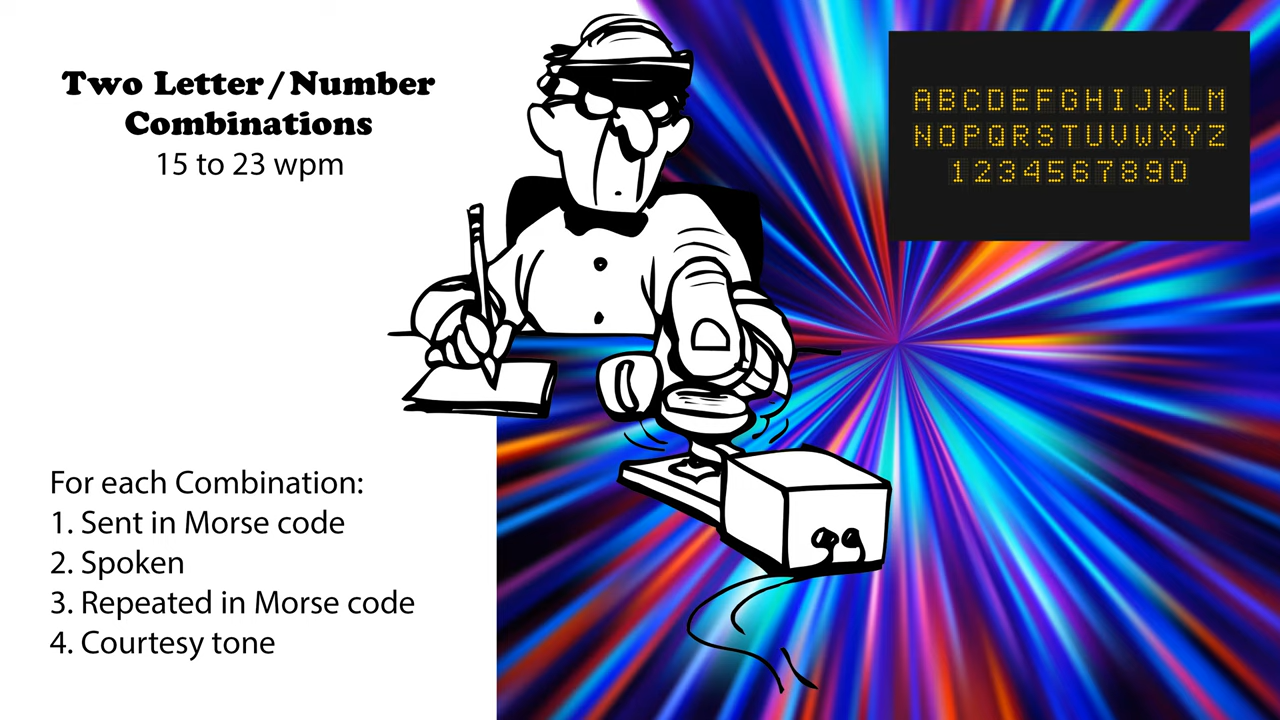 Two Letter/Number
Combinations
15 to 23 wpm
ABCDEFGHIJKLM
NOPQRSTUVWXYZ
1234567890
For each Combination:
1. Sent in Morse code
2. Spoken
3. Repeated in Morse code
4. Courtesy tone